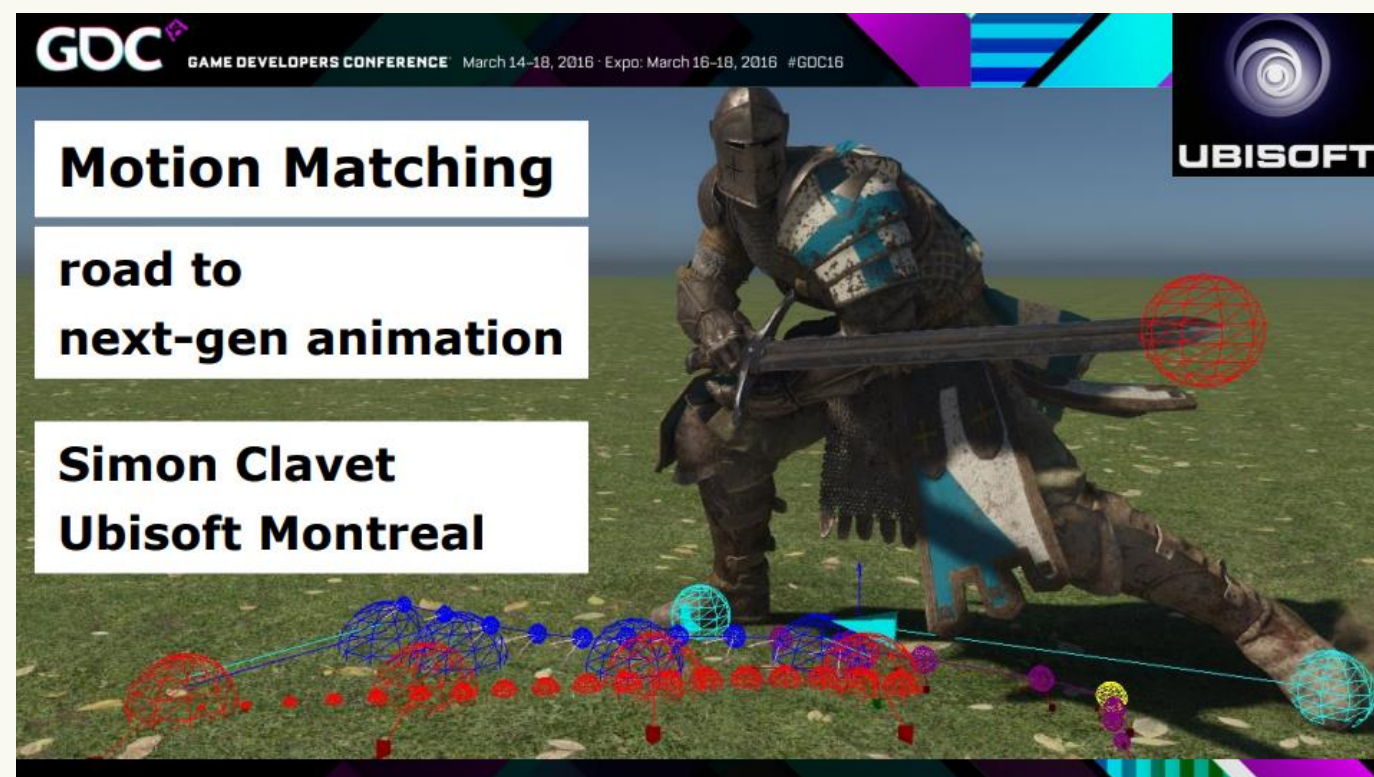 GDC
GAME DEVELOPERS CONFERENCE March 14–18, 2016 · Expo: March 16–18, 2016 #GDC16
UBISOFT
Motion Matching
road to
next-gen animation
Simon Clavet
Ubisoft Montreal